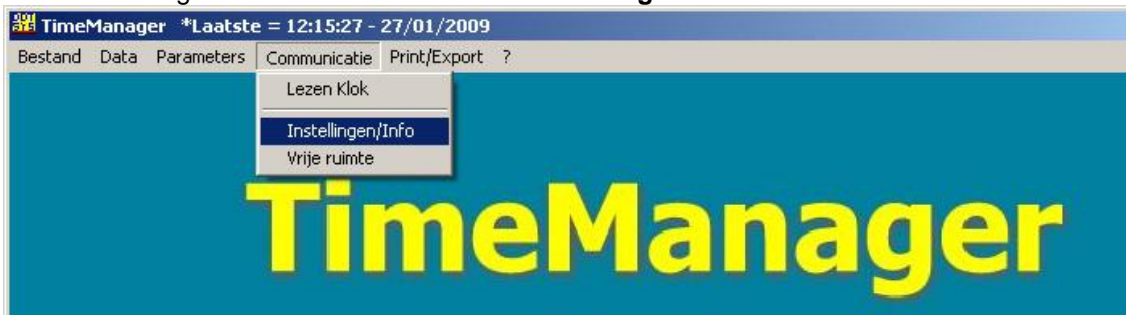 TimeManager *Laatste = 12:15:27 - 27/01/2009
Bestand Data Parameters Communicatie Print/Export ?
Lezen Klok
Instellingen/Info
Vrije ruimte
TimeManager